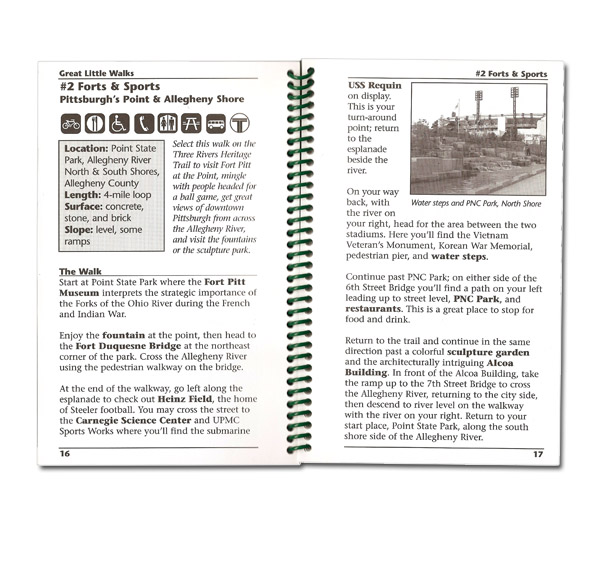 Great Little Walks
#2 Forts & Sports
Pittsburgh's Point & Allegheny Shore
Location: Point State
Park, Allegheny River
North & South Shores,
Allegheny County
Length: 4-mile loop
Surface: concrete,
stone, and brick
Slope: level, some
ramps
Select this walk on the
Three Rivers Heritage
Trail to visit Fort Pitt
at the Point, mingle
with people headed for
a ball game, get great
views of downtown
Pittsburgh from across
the Allegheny River,
and visit the fountains
or the sculpture park.
The Walk
Start at Point State Park where the Fort Pitt
Museum interprets the strategic importance of
the Forks of the Ohio River during the French
and Indian War.
Enjoy the fountain at the point, then head to
the Fort Duquesne Bridge at the northeast
corner of the park. Cross the Allegheny River
using the pedestrian walkway on the bridge.
At the end of the walkway, go left along the
esplanade to check out Heinz Field, the home
of Steeler football. You may cross the street to
the Carnegie Science Center and UPMC
Sports Works where you'll find the submarine
16
#2 Forts & Sports
USS Requin
on display.
This is your
turn-around
point; return
to the
esplanade
beside the
river.
Water steps and PNC Park, North Shore
On your way
back, with
the river on
your right, head for the area between the two
stadiums. Here you'll find the Vietnam
Veteran's Monument, Korean War Memorial,
pedestrian pier, and water steps.
Continue past PNC Park; on either side of the
6th Street Bridge you'll find a path on your left
leading up to street level, PNC Park, and
restaurants. This is a great place to stop for
food and drink.
Return to the trail and continue in the same
direction past a colorful sculpture garden
and the architecturally intriguing Alcoa
Building. In front of the Alcoa Building, take
the ramp up to the 7th Street Bridge to cross
the Allegheny River, returning to the city side,
then descend to river level on the walkway
with the river on your right. Return to your
start place, Point State Park, along the south
shore side of the Allegheny River.
17